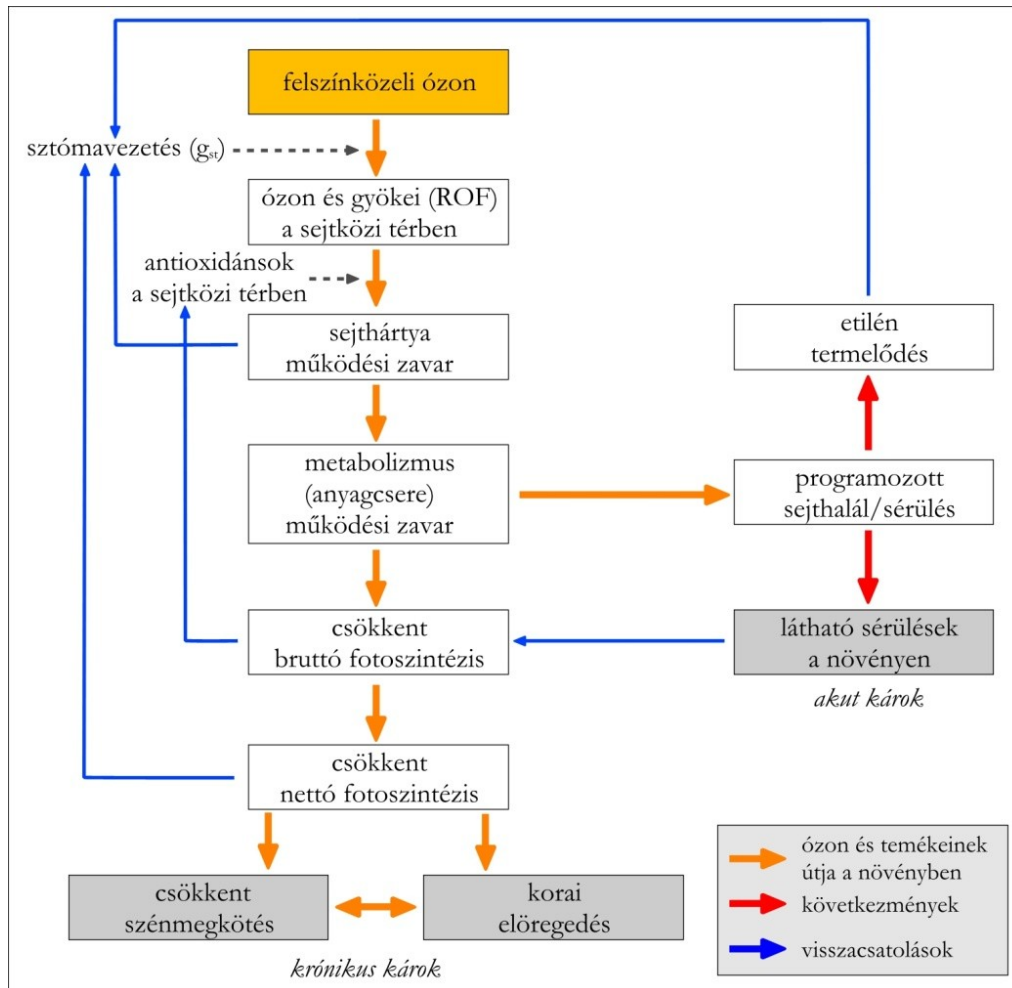 felszínközeli ózon
sztómavezetés (gst)
ózon és gyökei (ROF)
a sejtközi térben
antioxidánsok
a sejtközi térben
sejthártya
működési zavar
etilén
termelődés
metabolizmus
(anyagcsere)
működési zavar
programozott
sejthalál/sérülés
csökkent
bruttó fotoszintézis
látható sérülések
a növényen
akut károk
csökkent
nettó fotoszintézis
csökkent
szénmegkötés
korai
elöregedés
krónikus károk
ózon és temékeinek
útja a növényben
következmények
visszacsatolások